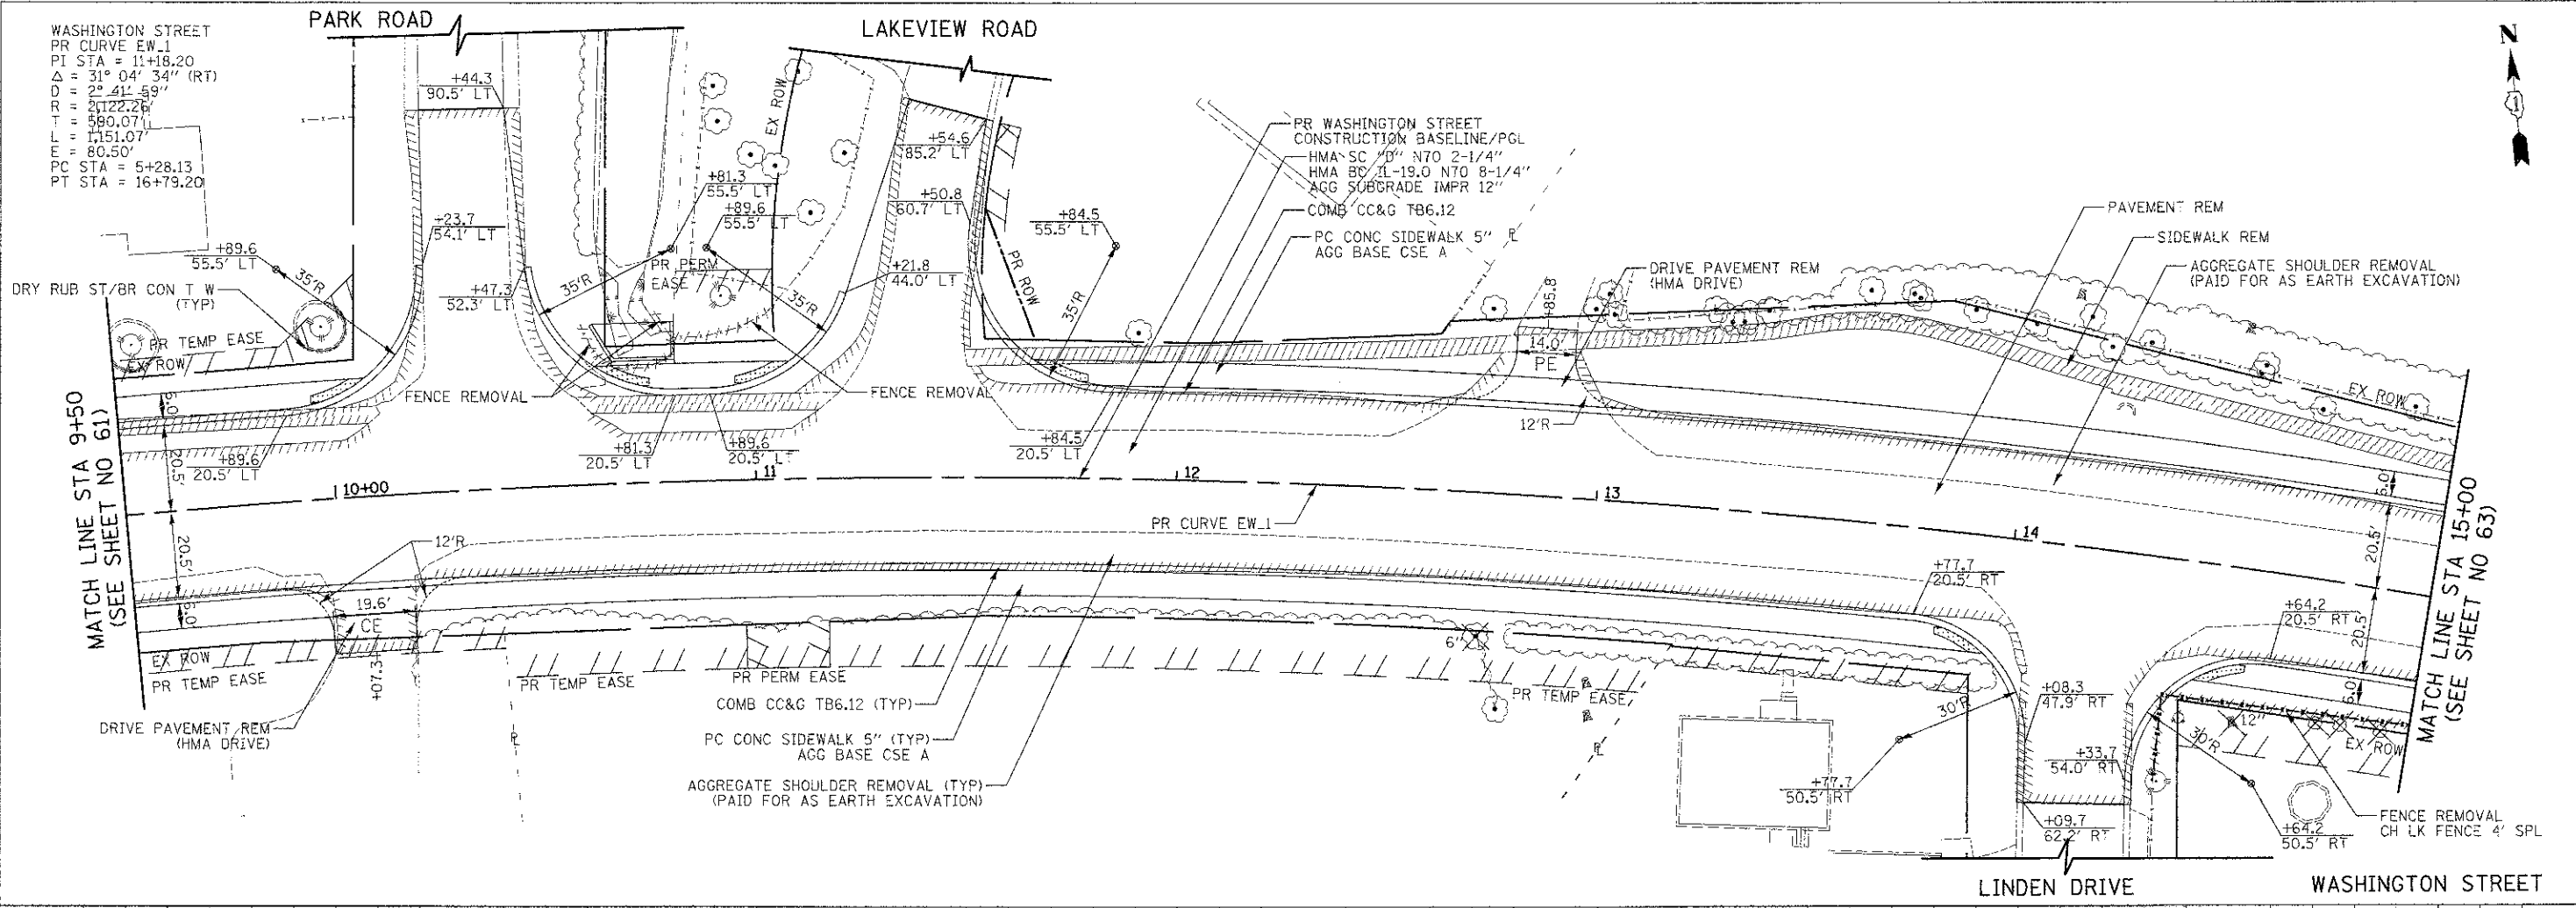 PARK ROAD
LAKEVIEW ROAD
N
WASHINGTON STREET
PR CURVE EW_1
PI STA = 11+18.20
Δ = 31° 04' 34" (RT)
D = 2° 41' 59"
R = 2,122.26'
T = 590.07'
L = 1,151.07'
E = 80.50'
PC STA = 5+28.13
PT STA = 16+79.20
+44.3
90.5' LT
EX ROW
+54.6
85.2' LT
PR WASHINGTON STREET
CONSTRUCTION BASELINE/PGL
HMA SC "D" N70 2-1/4"
HMA BC IL-19.0 N70 8-1/4"
AGG SUBGRADE IMPR 12"
COMB CC&G TB6.12
PC CONC SIDEWALK 5"
AGG BASE CSE A
+81.3
55.5' LT
+89.6
55.5' LT
+50.8
60.7' LT
+84.5
55.5' LT
PAVEMENT REM
SIDEWALK REM
AGGREGATE SHOULDER REMOVAL
(PAID FOR AS EARTH EXCAVATION)
+23.7
54.1' LT
+89.6
55.5' LT
35'R
DRY RUB ST/BR CON T W
(TYP)
+47.3
52.3' LT
35'R
PR PERM
EASE
35'R
+21.8
44.0' LT
PR ROW
35'R
DRIVE PAVEMENT REM
(HMA DRIVE)
+85.8
14.0'
PE
PR TEMP EASE
EX ROW
FENCE REMOVAL
FENCE REMOVAL
12'R
EX ROW
MATCH LINE STA 9+50
(SEE SHEET NO 61)
5.0'
20.5'
+89.6
20.5' LT
+81.3
20.5' LT
+89.6
20.5' LT
+84.5
20.5' LT
10+00
11
12
13
14
PR CURVE EW_1
5.0'
20.5'
MATCH LINE STA 15+00
(SEE SHEET NO 63)
20.5'
6.0'
12'R
19.6'
CE
+07.3
EX ROW
PR TEMP EASE
PR TEMP EASE
PR PERM EASE
6"
PR TEMP EASE
+77.7
20.5' RT
+64.2
20.5' RT
20.5'
6.0'
DRIVE PAVEMENT REM
(HMA DRIVE)
COMB CC&G TB6.12 (TYP)
PC CONC SIDEWALK 5" (TYP)
AGG BASE CSE A
AGGREGATE SHOULDER REMOVAL (TYP)
(PAID FOR AS EARTH EXCAVATION)
30'R
+08.3
47.9' RT
+33.7
54.0' RT
30'R
12"
EX ROW
+77.7
50.5' RT
+09.7
62.2' RT
+64.2
50.5' RT
FENCE REMOVAL
CH LK FENCE 4' SPL
LINDEN DRIVE
WASHINGTON STREET